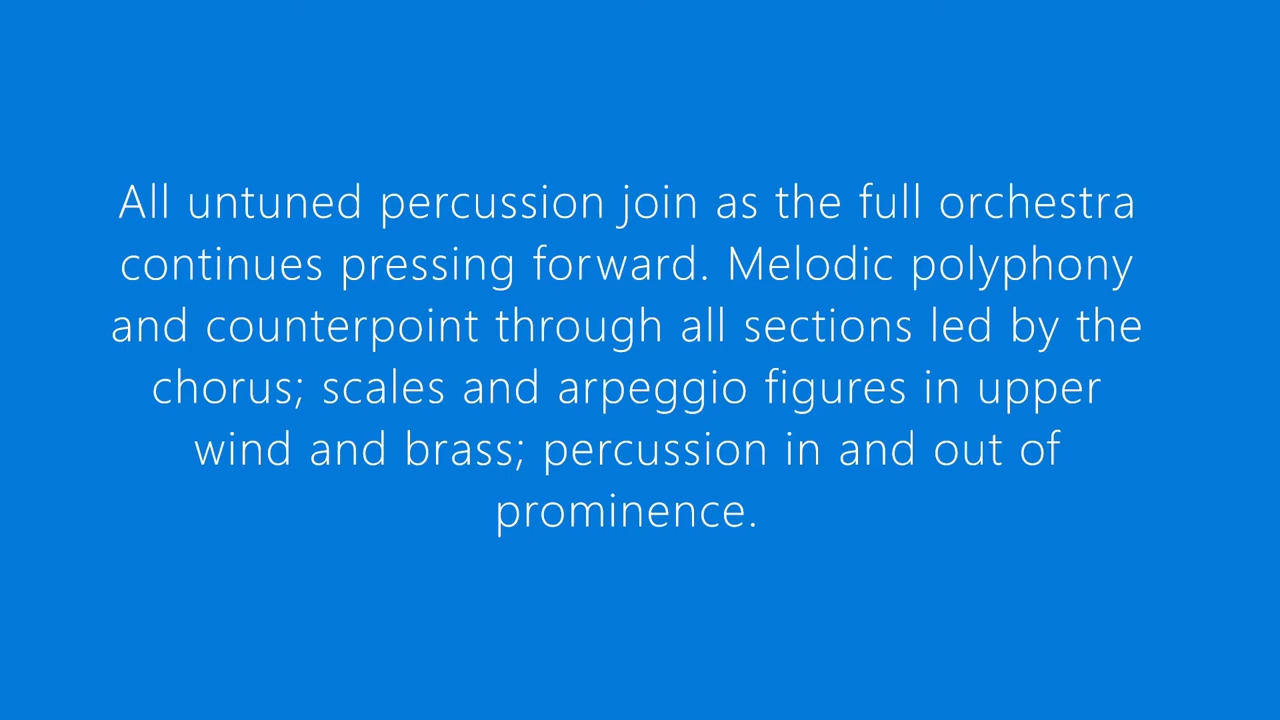 All untuned percussion join as the full orchestra
continues pressing forward. Melodic polyphony
and counterpoint through all sections led by the
chorus; scales and arpeggio figures in upper
wind and brass; percussion in and out of
prominence.